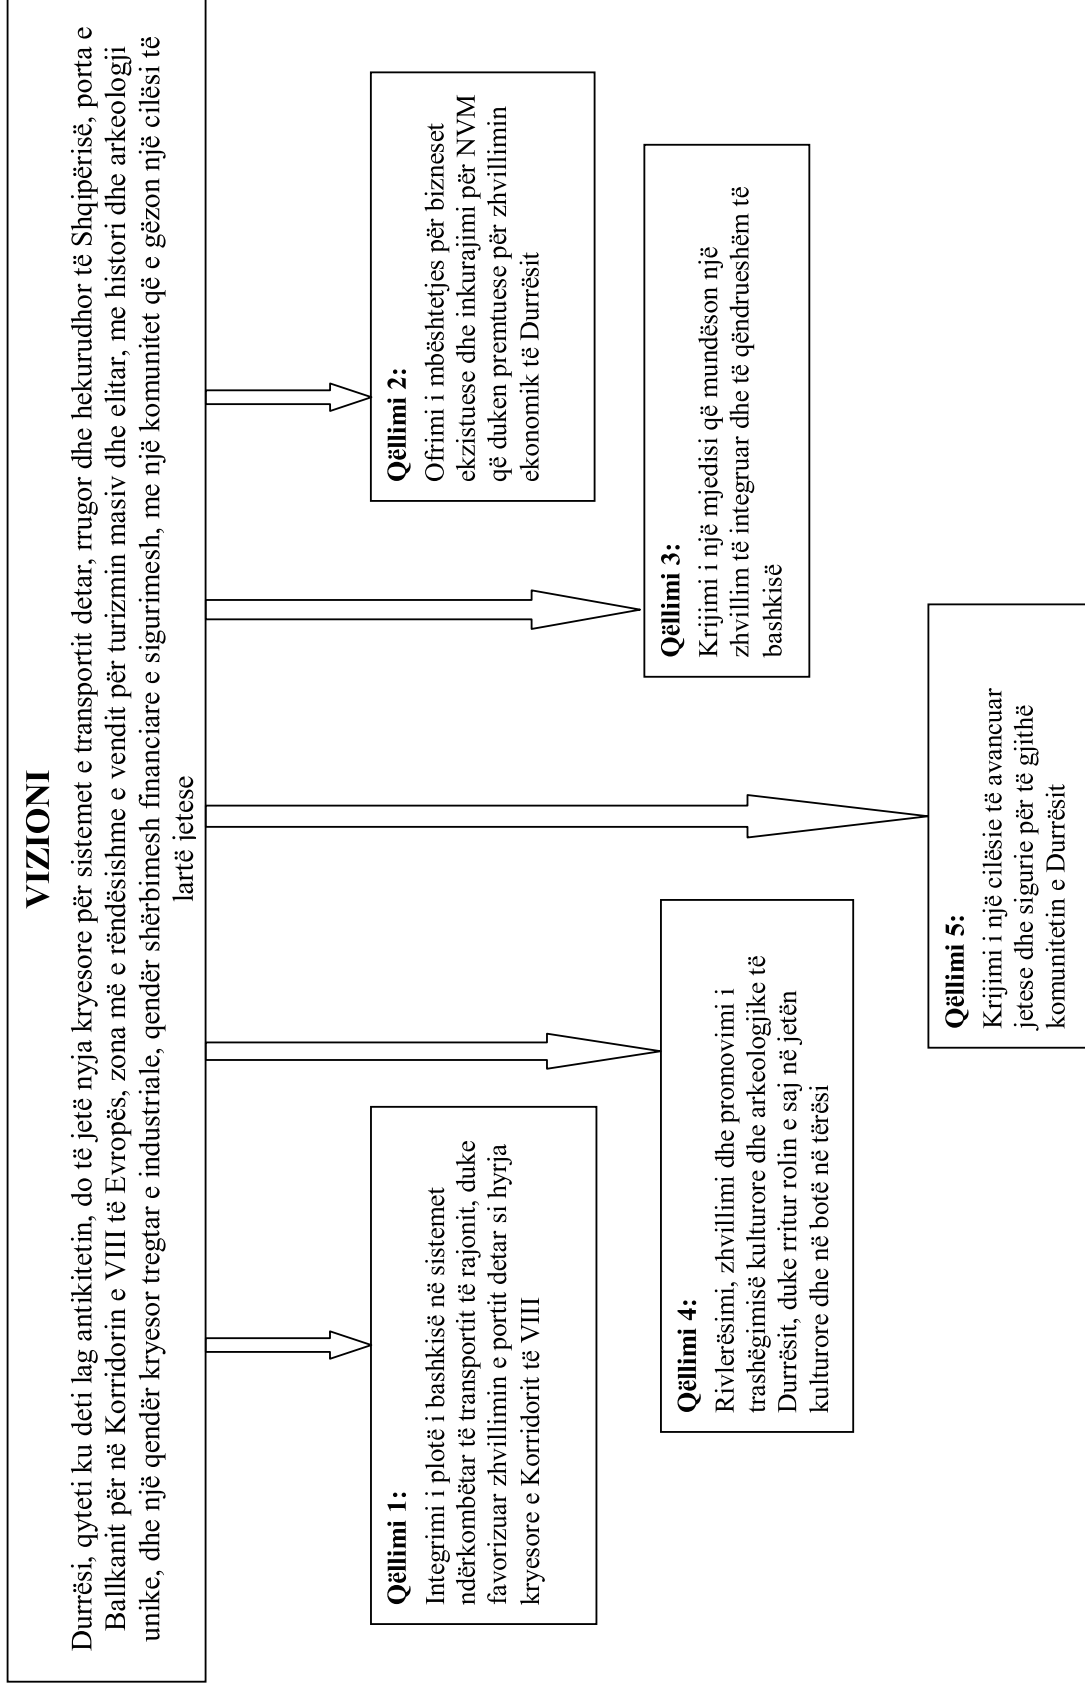 VIZIONI
Durrësi, qyteti ku deti lag antikitetin, do të jetë nyja kryesore për sistemet e transportit detar, rrugor dhe hekurudhor të Shqipërisë, porta e
Ballkanit për në Korridorin e VIII të Evropës, zona më e rëndësishme e vendit për turizmin masiv dhe elitar, me histori dhe arkeologji
unike, dhe një qendër kryesor tregtar e industriale, qendër shërbimesh financiare e sigurimesh, me një komunitet që e gëzon një cilësi të
lartë jetese
Qëllimi 1:
Integrimi i plotë i bashkisë në sistemet
ndërkombëtar të transportit të rajonit, duke
favorizuar zhvillimin e portit detar si hyrja
kryesore e Korridorit të VIII
Qëllimi 2:
Ofrimi i mbështetjes për bizneset
ekzistuese dhe inkurajimi për NVM
që duken premtuese për zhvillimin
ekonomik të Durrësit
Qëllimi 3:
Krijimi i një mjedisi që mundëson një
zhvillim të integruar dhe të qëndrueshëm të
bashkisë
Qëllimi 4:
Rivlerësimi, zhvillimi dhe promovimi i
trashëgimisë kulturore dhe arkeologjike të
Durrësit, duke rritur rolin e saj në jetën
kulturore dhe në botë në tërësi
Qëllimi 5:
Krijimi i një cilësie të avancuar
jetese dhe sigurie për të gjithë
komunitetin e Durrësit